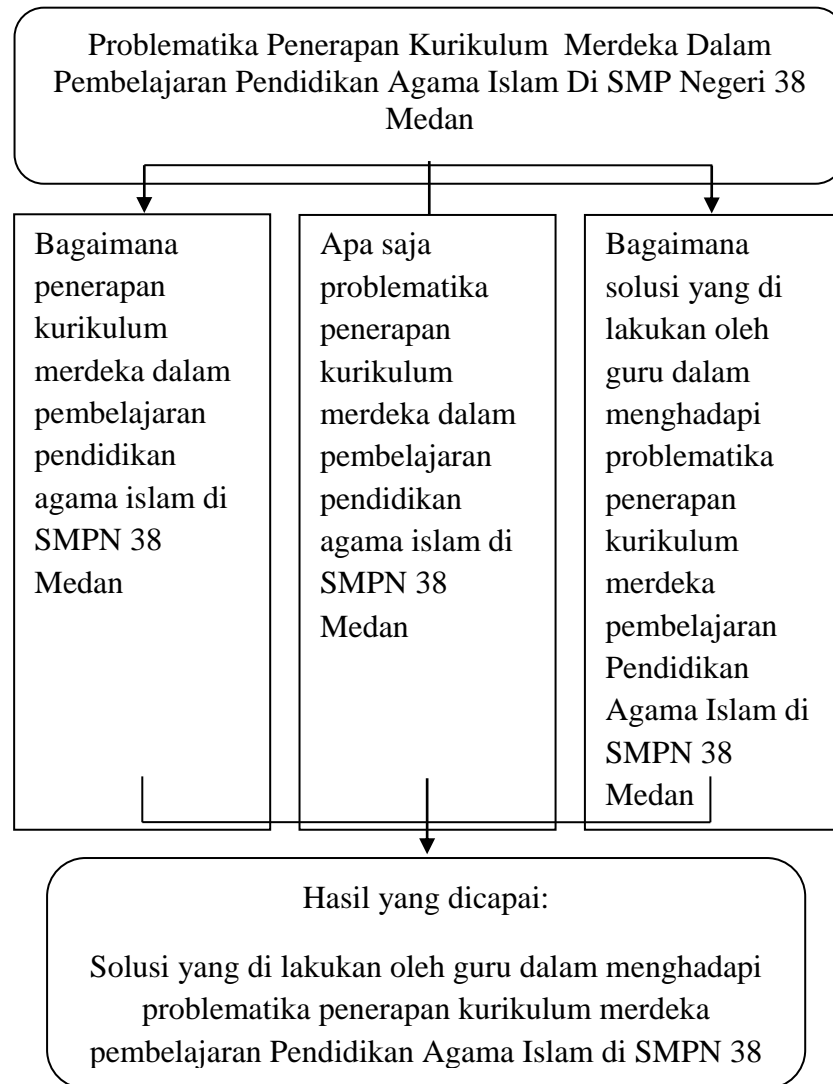 Problematika Penerapan Kurikulum  Merdeka Dalam
Pembelajaran Pendidikan Agama Islam Di SMP Negeri 38
Medan
Bagaimana
penerapan
kurikulum
merdeka dalam
pembelajaran
pendidikan
agama islam di
SMPN 38
Medan
Apa saja
problematika
penerapan
kurikulum
merdeka dalam
pembelajaran
pendidikan
agama islam di
SMPN 38
Medan
Bagaimana
solusi yang di
lakukan oleh
guru dalam
menghadapi
problematika
penerapan
kurikulum
merdeka
pembelajaran
Pendidikan
Agama Islam di
SMPN 38
Medan
Hasil yang dicapai:
Solusi yang di lakukan oleh guru dalam menghadapi
problematika penerapan kurikulum merdeka
pembelajaran Pendidikan Agama Islam di SMPN 38